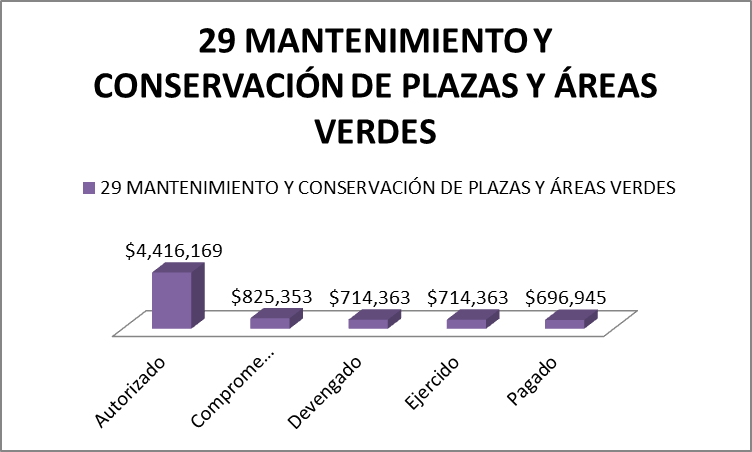 29 MANTENIMIENTO Y
CONSERVACIÓN DE PLAZAS Y ÁREAS
VERDES
29 MANTENIMIENTO Y CONSERVACIÓN DE PLAZAS Y ÁREAS VERDES
$4,416,169
$825,353 $714,363 $714,363 $696,945
Autorizado
Comprome...
Devengado
Ejercido
Pagado